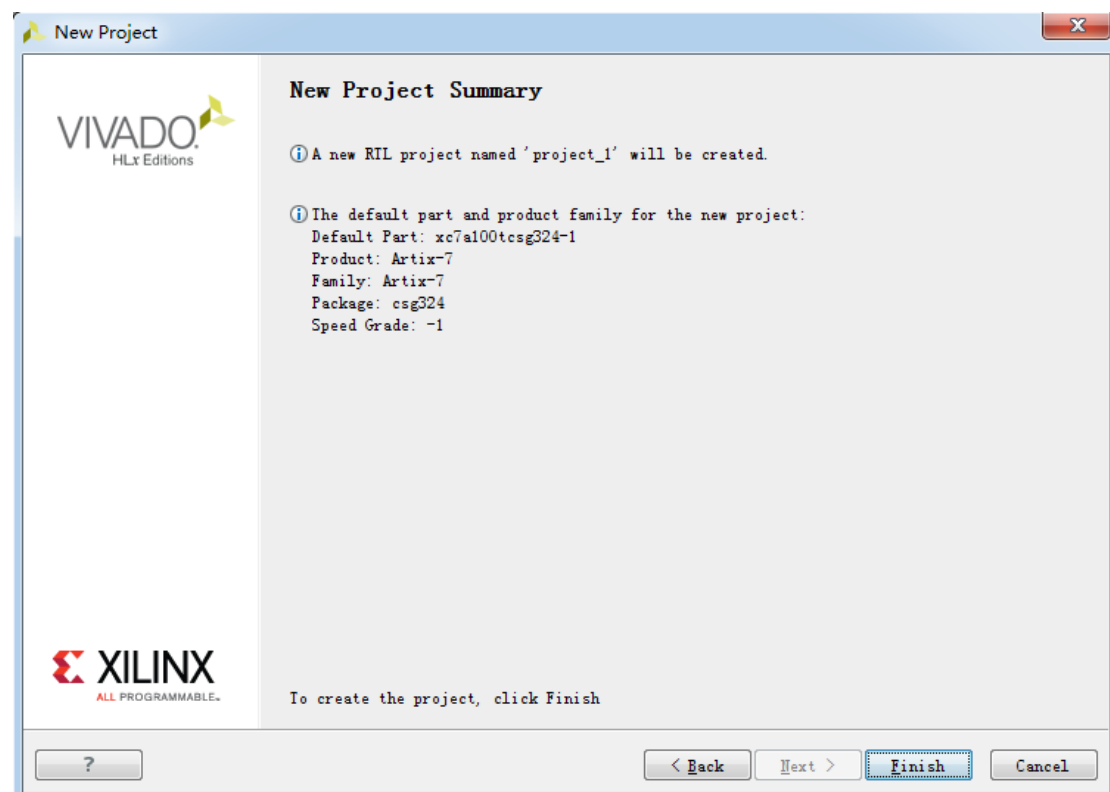 New Project
VIVADO.
HLx Editions
New Project Summary
A new RTL project named 'project_1' will be created.
The default part and product family for the new project:
Default Part: xc7a100tcsg324-1
Product: Artix-7
Family: Artix-7
Package: csg324
Speed Grade: -1
XILINX
ALL PROGRAMMABLE™
To create the project, click Finish
?
< Back
Next >
Finish
Cancel